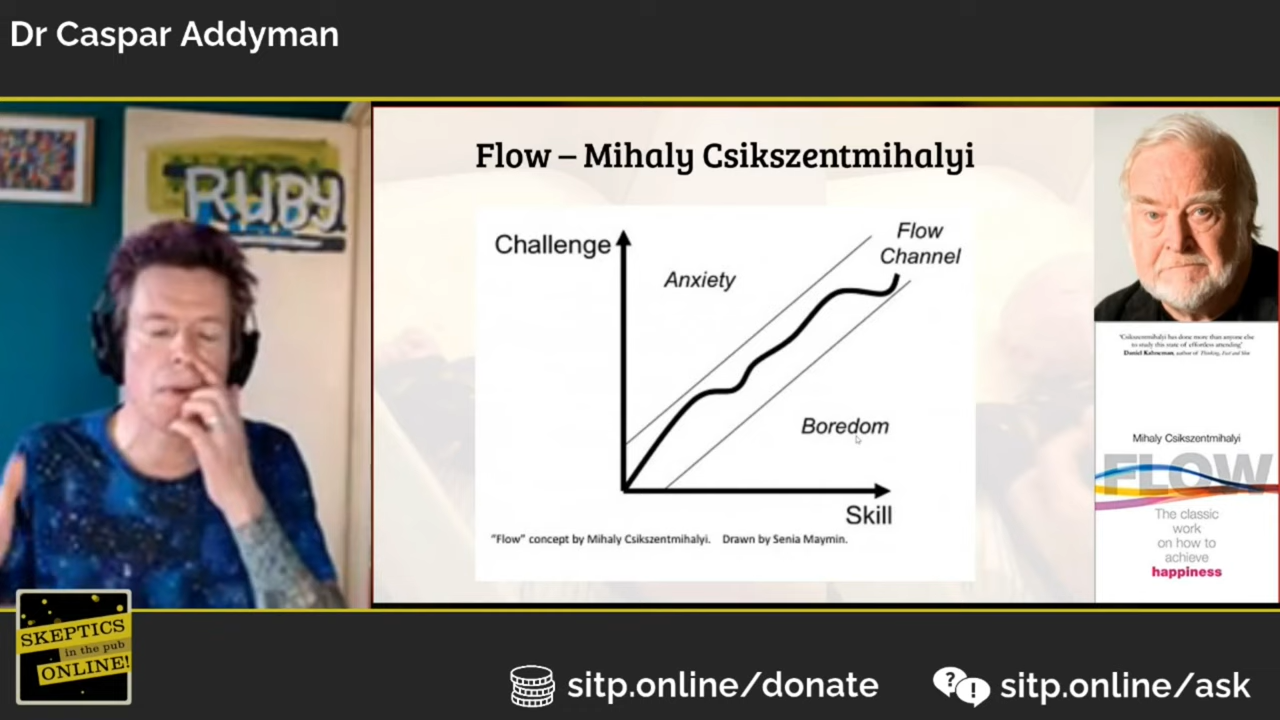 Dr Caspar Addyman
RUBY
Flow – Mihaly Csikszentmihalyi
Challenge
Flow
Channel
Anxiety
Boredom
Skill
"Flow" concept by Mihaly Csikszentmihalyi. Drawn by Senia Maymin.
'Csikszentmihalyi has done more than anyone else
to study this state of effortless attending'
Daniel Kahneman, author of Thinking, Fast and Slow
Mihaly Csikszentmihalyi
FLOW
The classic
work
on how to
achieve
happiness
SKEPTICS
in the pub
ONLINE!
sitp.online/donate
?
!
sitp.online/ask